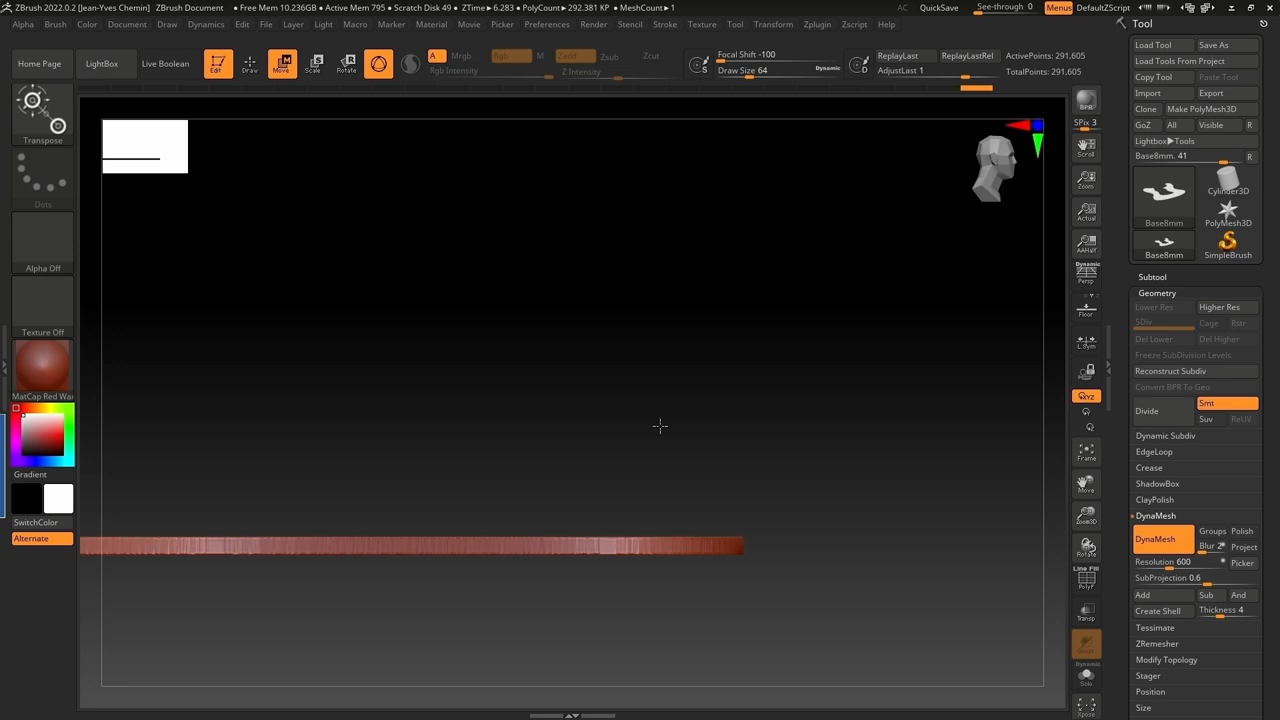 ZBrush 2022.0.2 [Jean-Yves Chemin]   ZBrush Document   • Free Mem 10.236GB • Active Mem 795 • Scratch Disk 49 • ZTime▸6.283 • PolyCount▸292.381 KP • MeshCount▸1
AC QuickSave See-through 0 Menus DefaultZScript
Alpha Brush Color Document Draw Dynamics Edit File Layer Light Macro Marker Material Movie Picker Preferences Render Stencil Stroke Texture Tool Transform Zplugin Zscript Help
Home Page LightBox Live Boolean Edit Draw Move Scale Rotate
A Mrgb Rgb M Zadd Zsub Zcut
Rgb Intensity Z Intensity
Focal Shift -100
Draw Size 64 Dynamic
S D
ReplayLast ReplayLastRel
AdjustLast 1
ActivePoints: 291,605
TotalPoints: 291,605
Transpose
Dots
Alpha Off
Texture Off
MatCap Red Wa
Gradient
SwitchColor
Alternate
BPR
SPix 3
Scroll
Zoom
Actual
AAHalf
Dynamic
Persp
Floor
L.Sym
XYZ
Frame
Move
Zoom3D
Rotate
Line Fill
PolyF
Transp
Ghost
Dynamic
Solo
Xpose
Tool
Load Tool Save As
Load Tools From Project
Copy Tool Paste Tool
Import Export
Clone Make PolyMesh3D
GoZ All Visible R
Lightbox▸Tools
Base8mm. 41 R
Base8mm Cylinder3D
PolyMesh3D
Base8mm SimpleBrush
Subtool
Geometry
Lower Res Higher Res
SDiv Cage Rstr
Del Lower Del Higher
Freeze SubDivision Levels
Reconstruct Subdiv
Convert BPR To Geo
Divide Smt
Suv ReUV
Dynamic Subdiv
EdgeLoop
Crease
ShadowBox
ClayPolish
DynaMesh
DynaMesh Groups Polish
Blur 2 Project
Resolution 600 Picker
SubProjection 0.6
Add Sub And
Create Shell Thickness 4
Tessimate
ZRemesher
Modify Topology
Stager
Position
Size